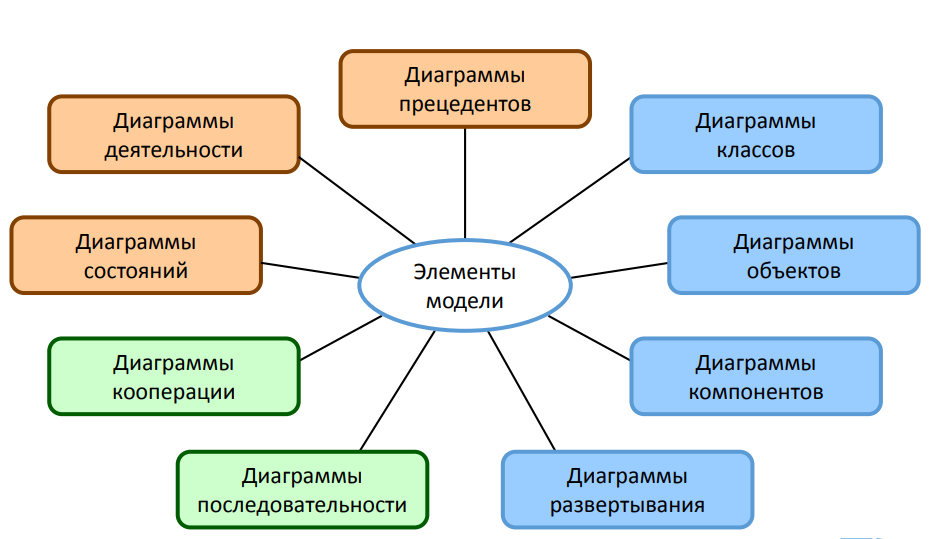 Диаграммы
прецедентов
Диаграммы
деятельности
Диаграммы
классов
Диаграммы
состояний
Диаграммы
объектов
Элементы
модели
Диаграммы
кооперации
Диаграммы
компонентов
Диаграммы
последовательности
Диаграммы
развертывания